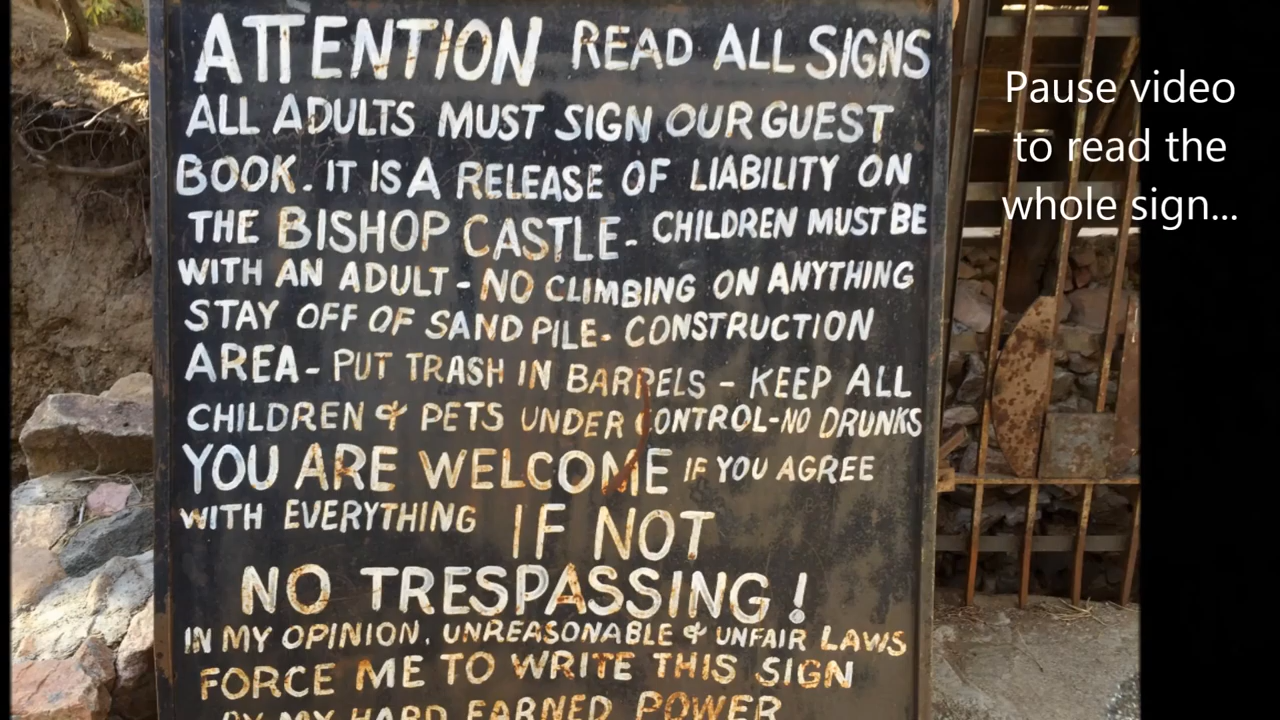 ATTENTION READ ALL SIGNS
ALL ADULTS MUST SIGN OUR GUEST
BOOK. IT IS A RELEASE OF LIABILITY ON
THE BISHOP CASTLE - CHILDREN MUST BE
WITH AN ADULT - NO CLIMBING ON ANYTHING
STAY OFF OF SAND PILE - CONSTRUCTION
AREA - PUT TRASH IN BARRELS - KEEP ALL
CHILDREN & PETS UNDER CONTROL - NO DRUNKS
YOU ARE WELCOME IF YOU AGREE
WITH EVERYTHING IF NOT
NO TRESPASSING!
IN MY OPINION, UNREASONABLE & UNFAIR LAWS
FORCE ME TO WRITE THIS SIGN
BY MY HARD EARNED POWER
Pause video
to read the
whole sign...